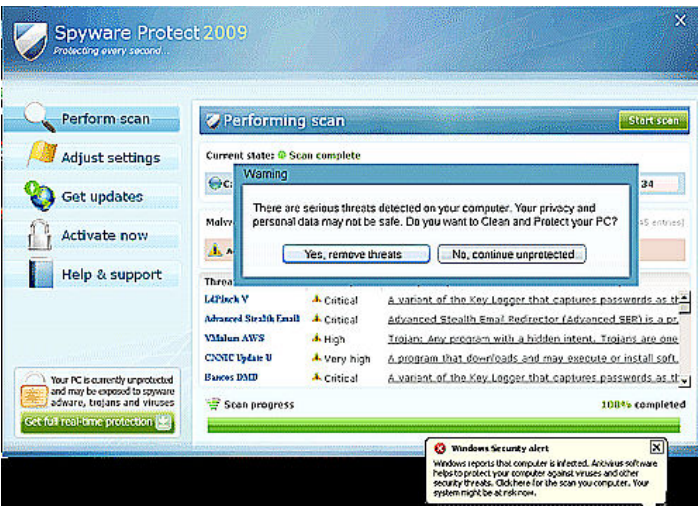 Spyware Protect 2009
Protecting every second...
Perform scan
Adjust settings
Get updates
Activate now
Help & support
Your PC is currently unprotected
and may be exposed to spyware
adware, trojans and viruses
Get full real-time protection
Performing scan
Start scan
Current state: Scan complete
34
Warning
There are serious threats detected on your computer. Your privacy and
personal data may not be safe. Do you want to Clean and Protect your PC?
Yes, remove threats
No, continue unprotected
Malw
entries]
Threa
LdPinch V Critical A variant of the Key Logger that captures passwords as th
Advanced Stealth Email Critical Advanced Stealth Email Redirector (Advanced SER) is a pr
VMalum AWS High Trojan: Any program with a hidden intent. Trojans are one
CNNIC Update U Very high A program that downloads and may execute or install soft
Bancos DMD Critical A variant of the Key Logger that captures passwords as th
Scan progress
100% completed
Windows Security alert
Windows reports that computer is infected. Antivirus software
helps to protect your computer against viruses and other
security threats. Click here for the scan you computer. Your
system might be at risk now.